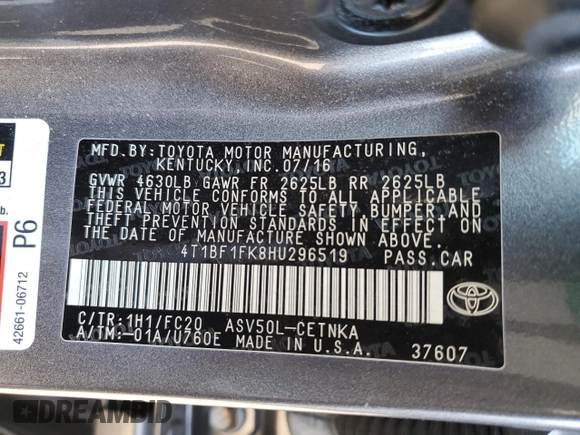 MFD.BY:TOYOTA MOTOR MANUFACTURING,
KENTUCKY,INC.07/16
GVWR 4630LB GAWR FR 2625LB RR 2625LB
THIS VEHICLE CONFORMS TO ALL APPLICABLE
FEDERAL MOTOR VEHICLE SAFETY,BUMPER,AND
THEFT PREVENTION STANDARDS IN EFFECT ON
THE DATE OF MANUFACTURE SHOWN ABOVE.
4T1BF1FK8HU296519 PASS.CAR
C/TR:1H1/FC20 ASV50L-CETNKA
A/TM:-01A/U760E MADE IN U.S.A. 37607
TOYOTA
3
b.
P6
42661-06712
DREAMBID